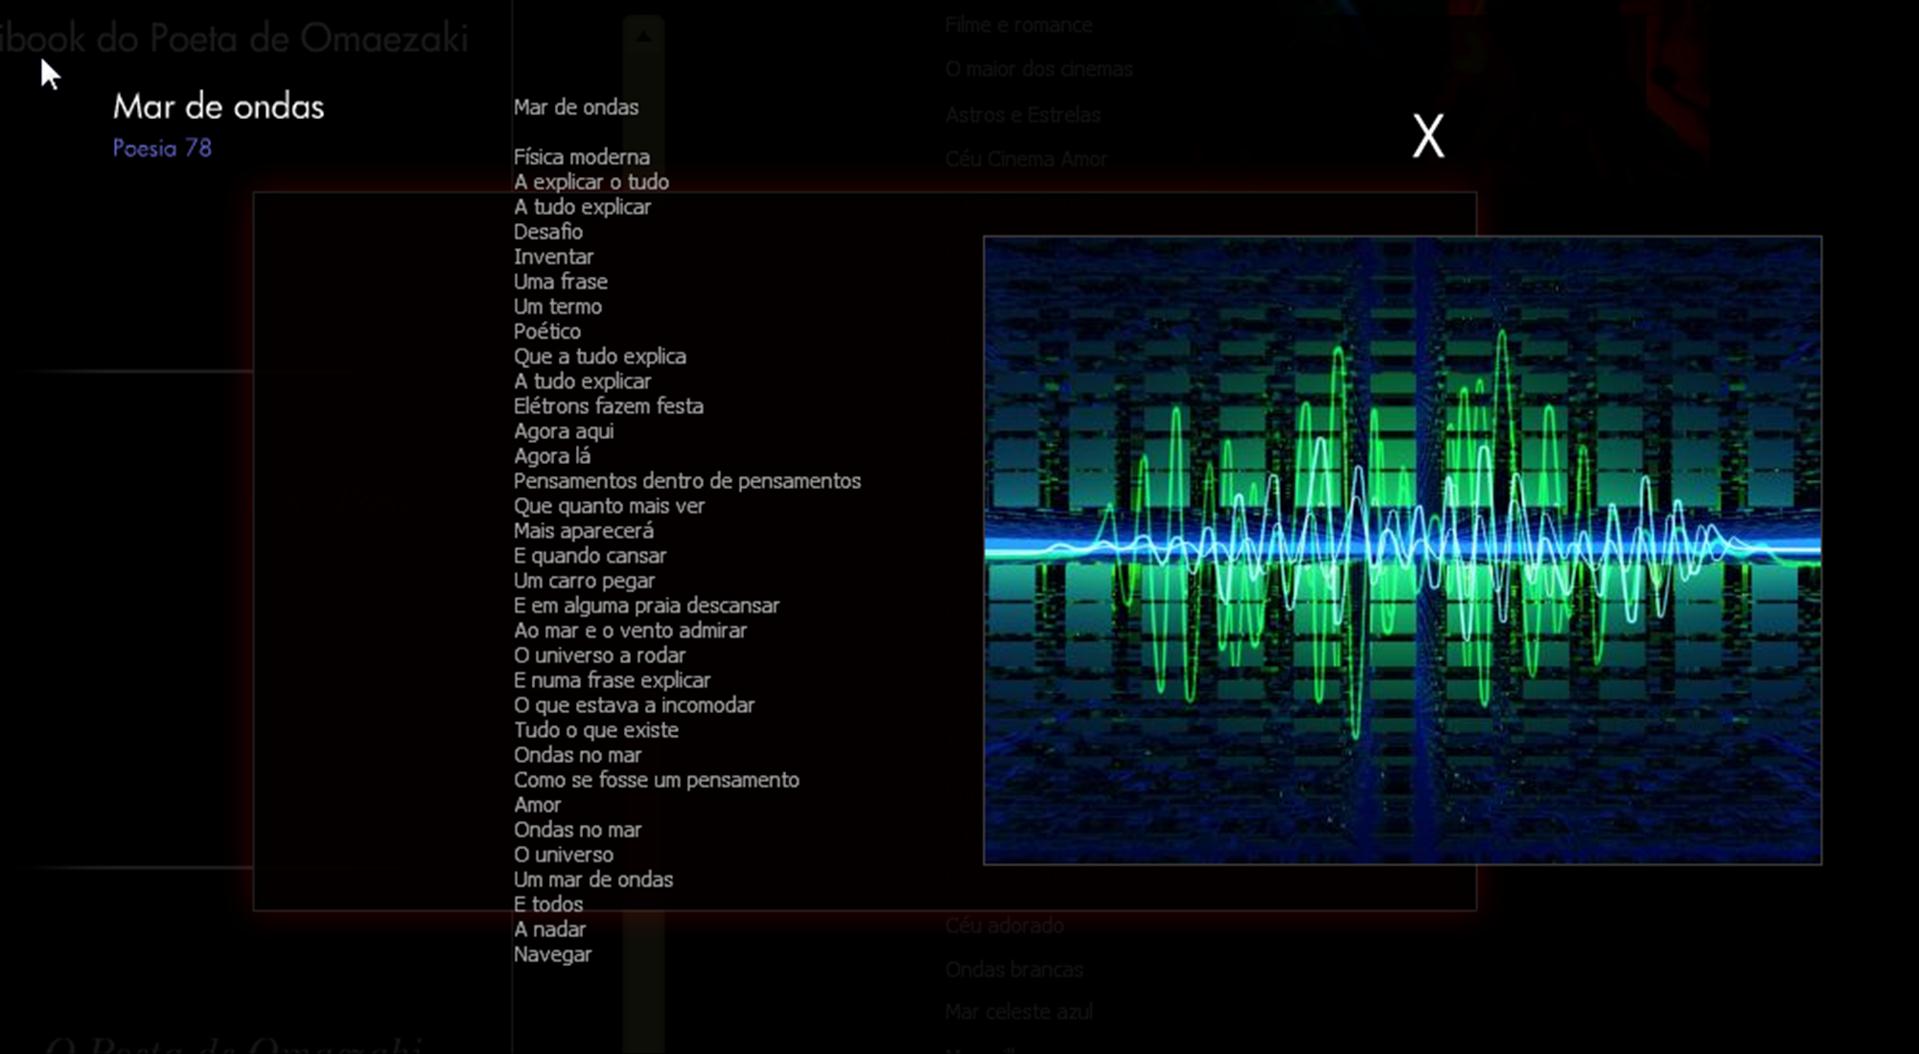 ibook do Poeta de Omaezaki
Mar de ondas
Poesia 78
Mar de ondas
Física moderna
A explicar o tudo
A tudo explicar
Desafio
Inventar
Uma frase
Um termo
Poético
Que a tudo explica
A tudo explicar
Elétrons fazem festa
Agora aqui
Agora lá
Pensamentos dentro de pensamentos
Que quanto mais ver
Mais aparecerá
E quando cansar
Um carro pegar
E em alguma praia descansar
Ao mar e o vento admirar
O universo a rodar
E numa frase explicar
O que estava a incomodar
Tudo o que existe
Ondas no mar
Como se fosse um pensamento
Amor
Ondas no mar
O universo
Um mar de ondas
E todos
A nadar
Navegar
Filme e romance
O maior dos cinemas
Astros e Estrelas
Céu Cinema Amor
X
Céu adorado
Ondas brancas
Mar celeste azul
O Poeta de Omaezaki